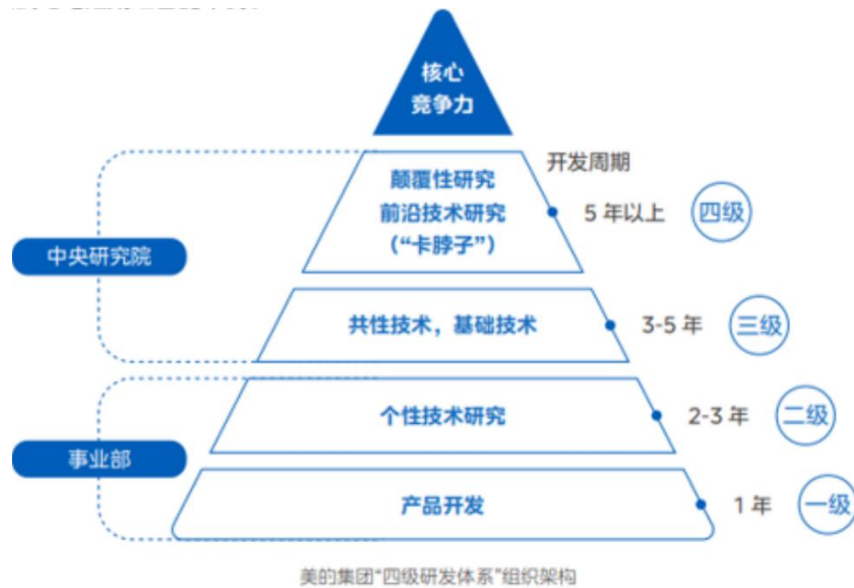 核心
竞争力
开发周期
颠覆性研究
前沿技术研究
（“卡脖子”）
5 年以上
四级
中央研究院
共性技术，基础技术
3-5 年
三级
个性技术研究
2-3 年
二级
事业部
产品开发
1 年
一级
美的集团“四级研发体系”组织架构